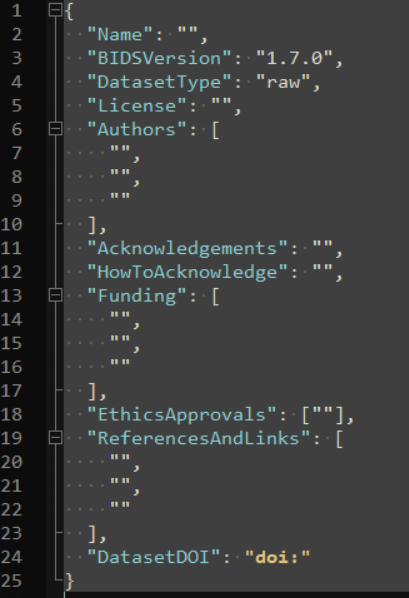 1 {
2 "Name": "",
3 "BIDSVersion": "1.7.0",
4 "DatasetType": "raw",
5 "License": "",
6 "Authors": [
7 "",
8 "",
9 ""
10 ],
11 "Acknowledgements": "",
12 "HowToAcknowledge": "",
13 "Funding": [
14 "",
15 "",
16 ""
17 ],
18 "EthicsApprovals": [""],
19 "ReferencesAndLinks": [
20 "",
21 "",
22 ""
23 ],
24 "DatasetDOI": "doi:"
25 }